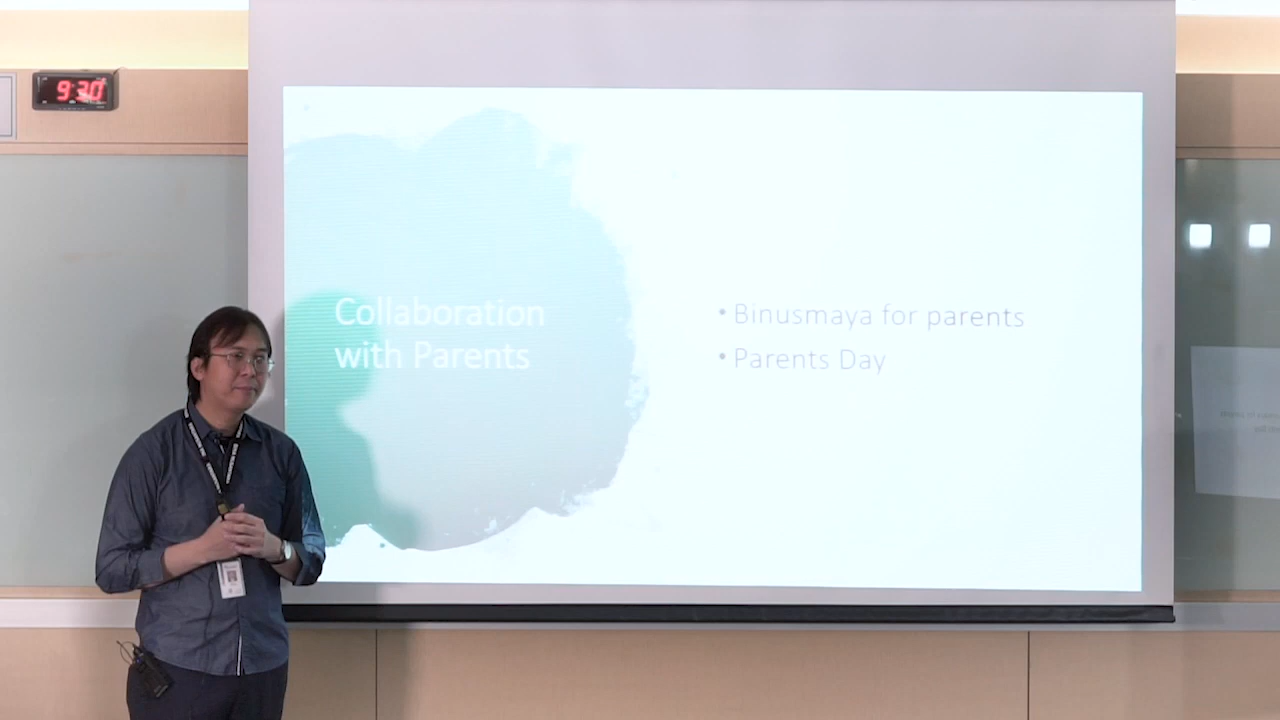 9:30
Collaboration
with Parents
• Binusmaya for parents
• Parents Day